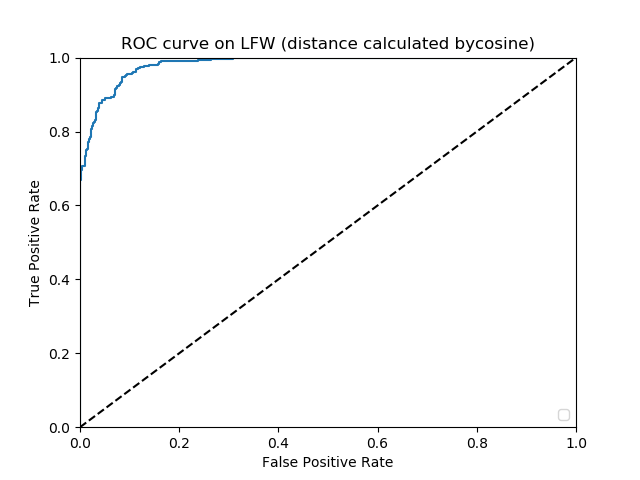 ROC curve on LFW (distance calculated bycosine)
True Positive Rate
1.0
0.8
0.6
0.4
0.2
0.0
0.0 0.2 0.4 0.6 0.8 1.0
False Positive Rate